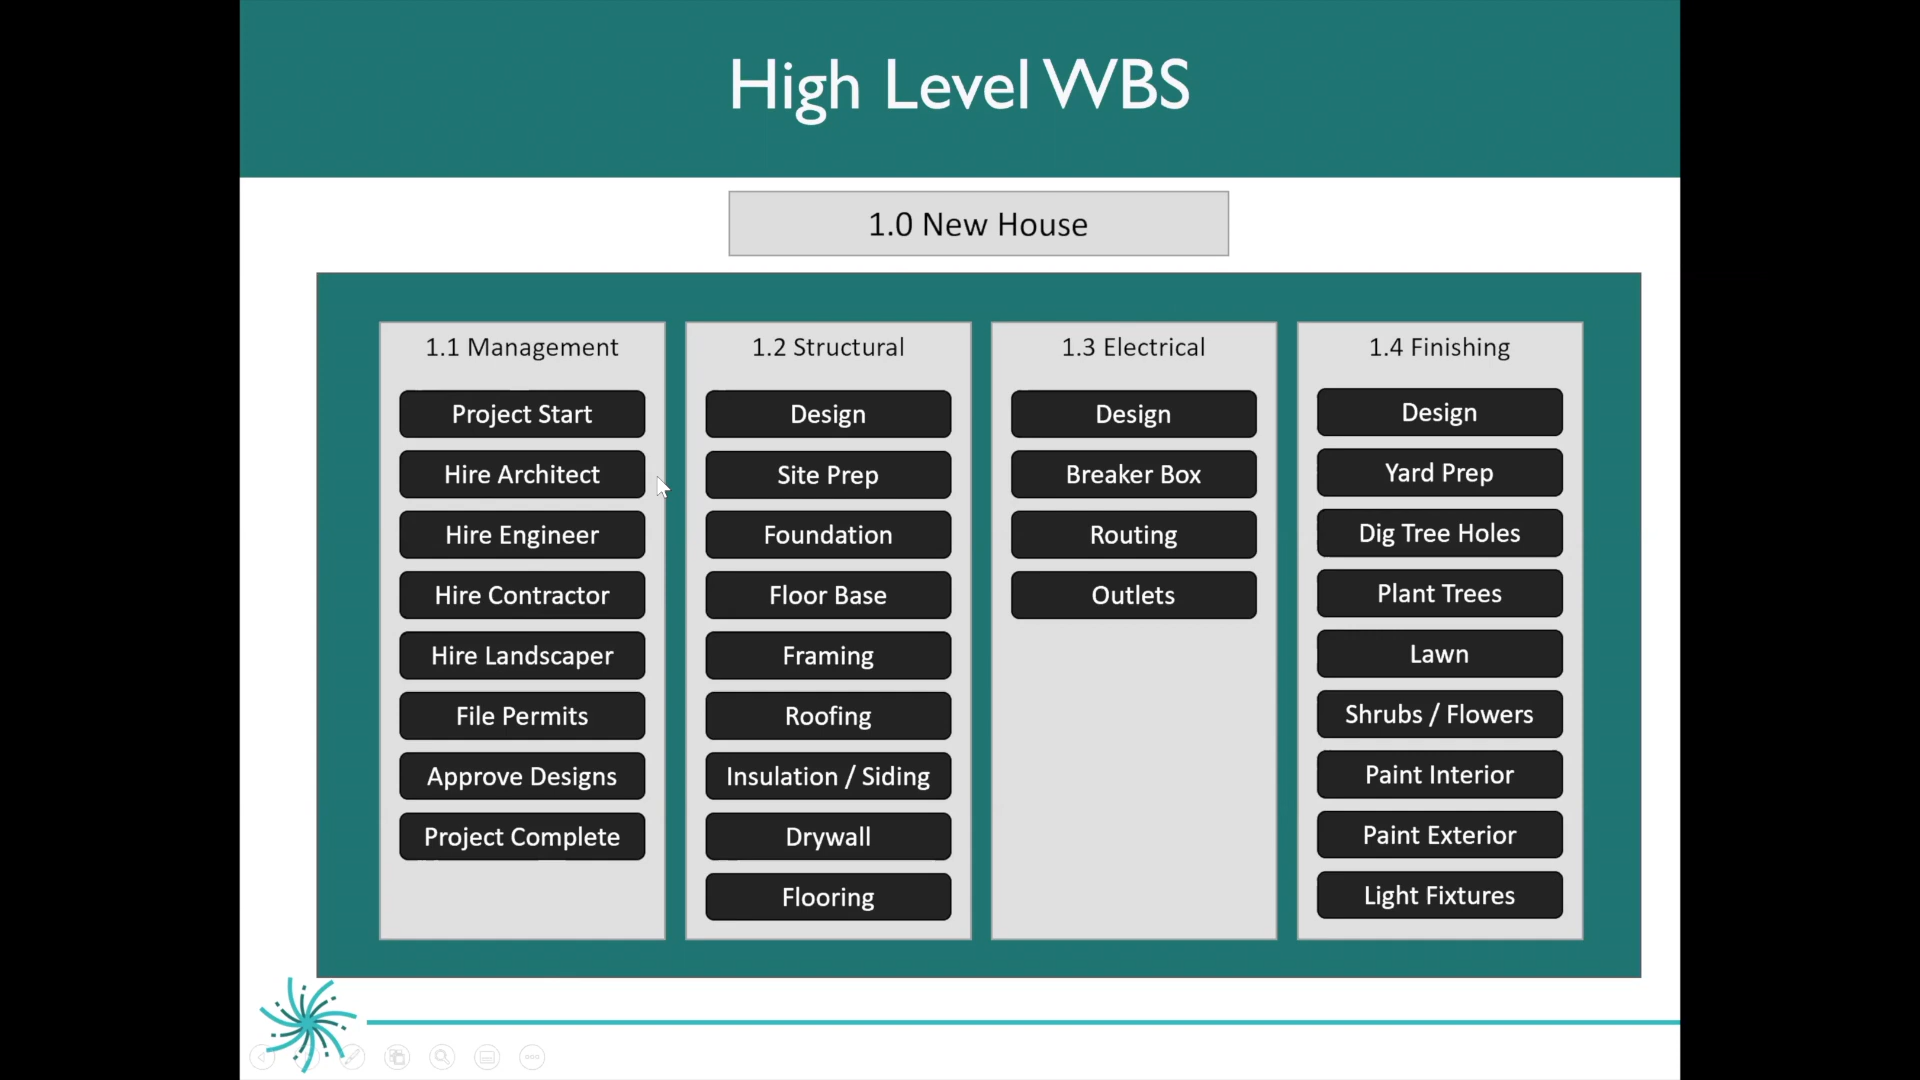 High Level WBS
1.0 New House
1.1 Management
Project Start
Hire Architect
Hire Engineer
Hire Contractor
Hire Landscaper
File Permits
Approve Designs
Project Complete
1.2 Structural
Design
Site Prep
Foundation
Floor Base
Framing
Roofing
Insulation / Siding
Drywall
Flooring
1.3 Electrical
Design
Breaker Box
Routing
Outlets
1.4 Finishing
Design
Yard Prep
Dig Tree Holes
Plant Trees
Lawn
Shrubs / Flowers
Paint Interior
Paint Exterior
Light Fixtures